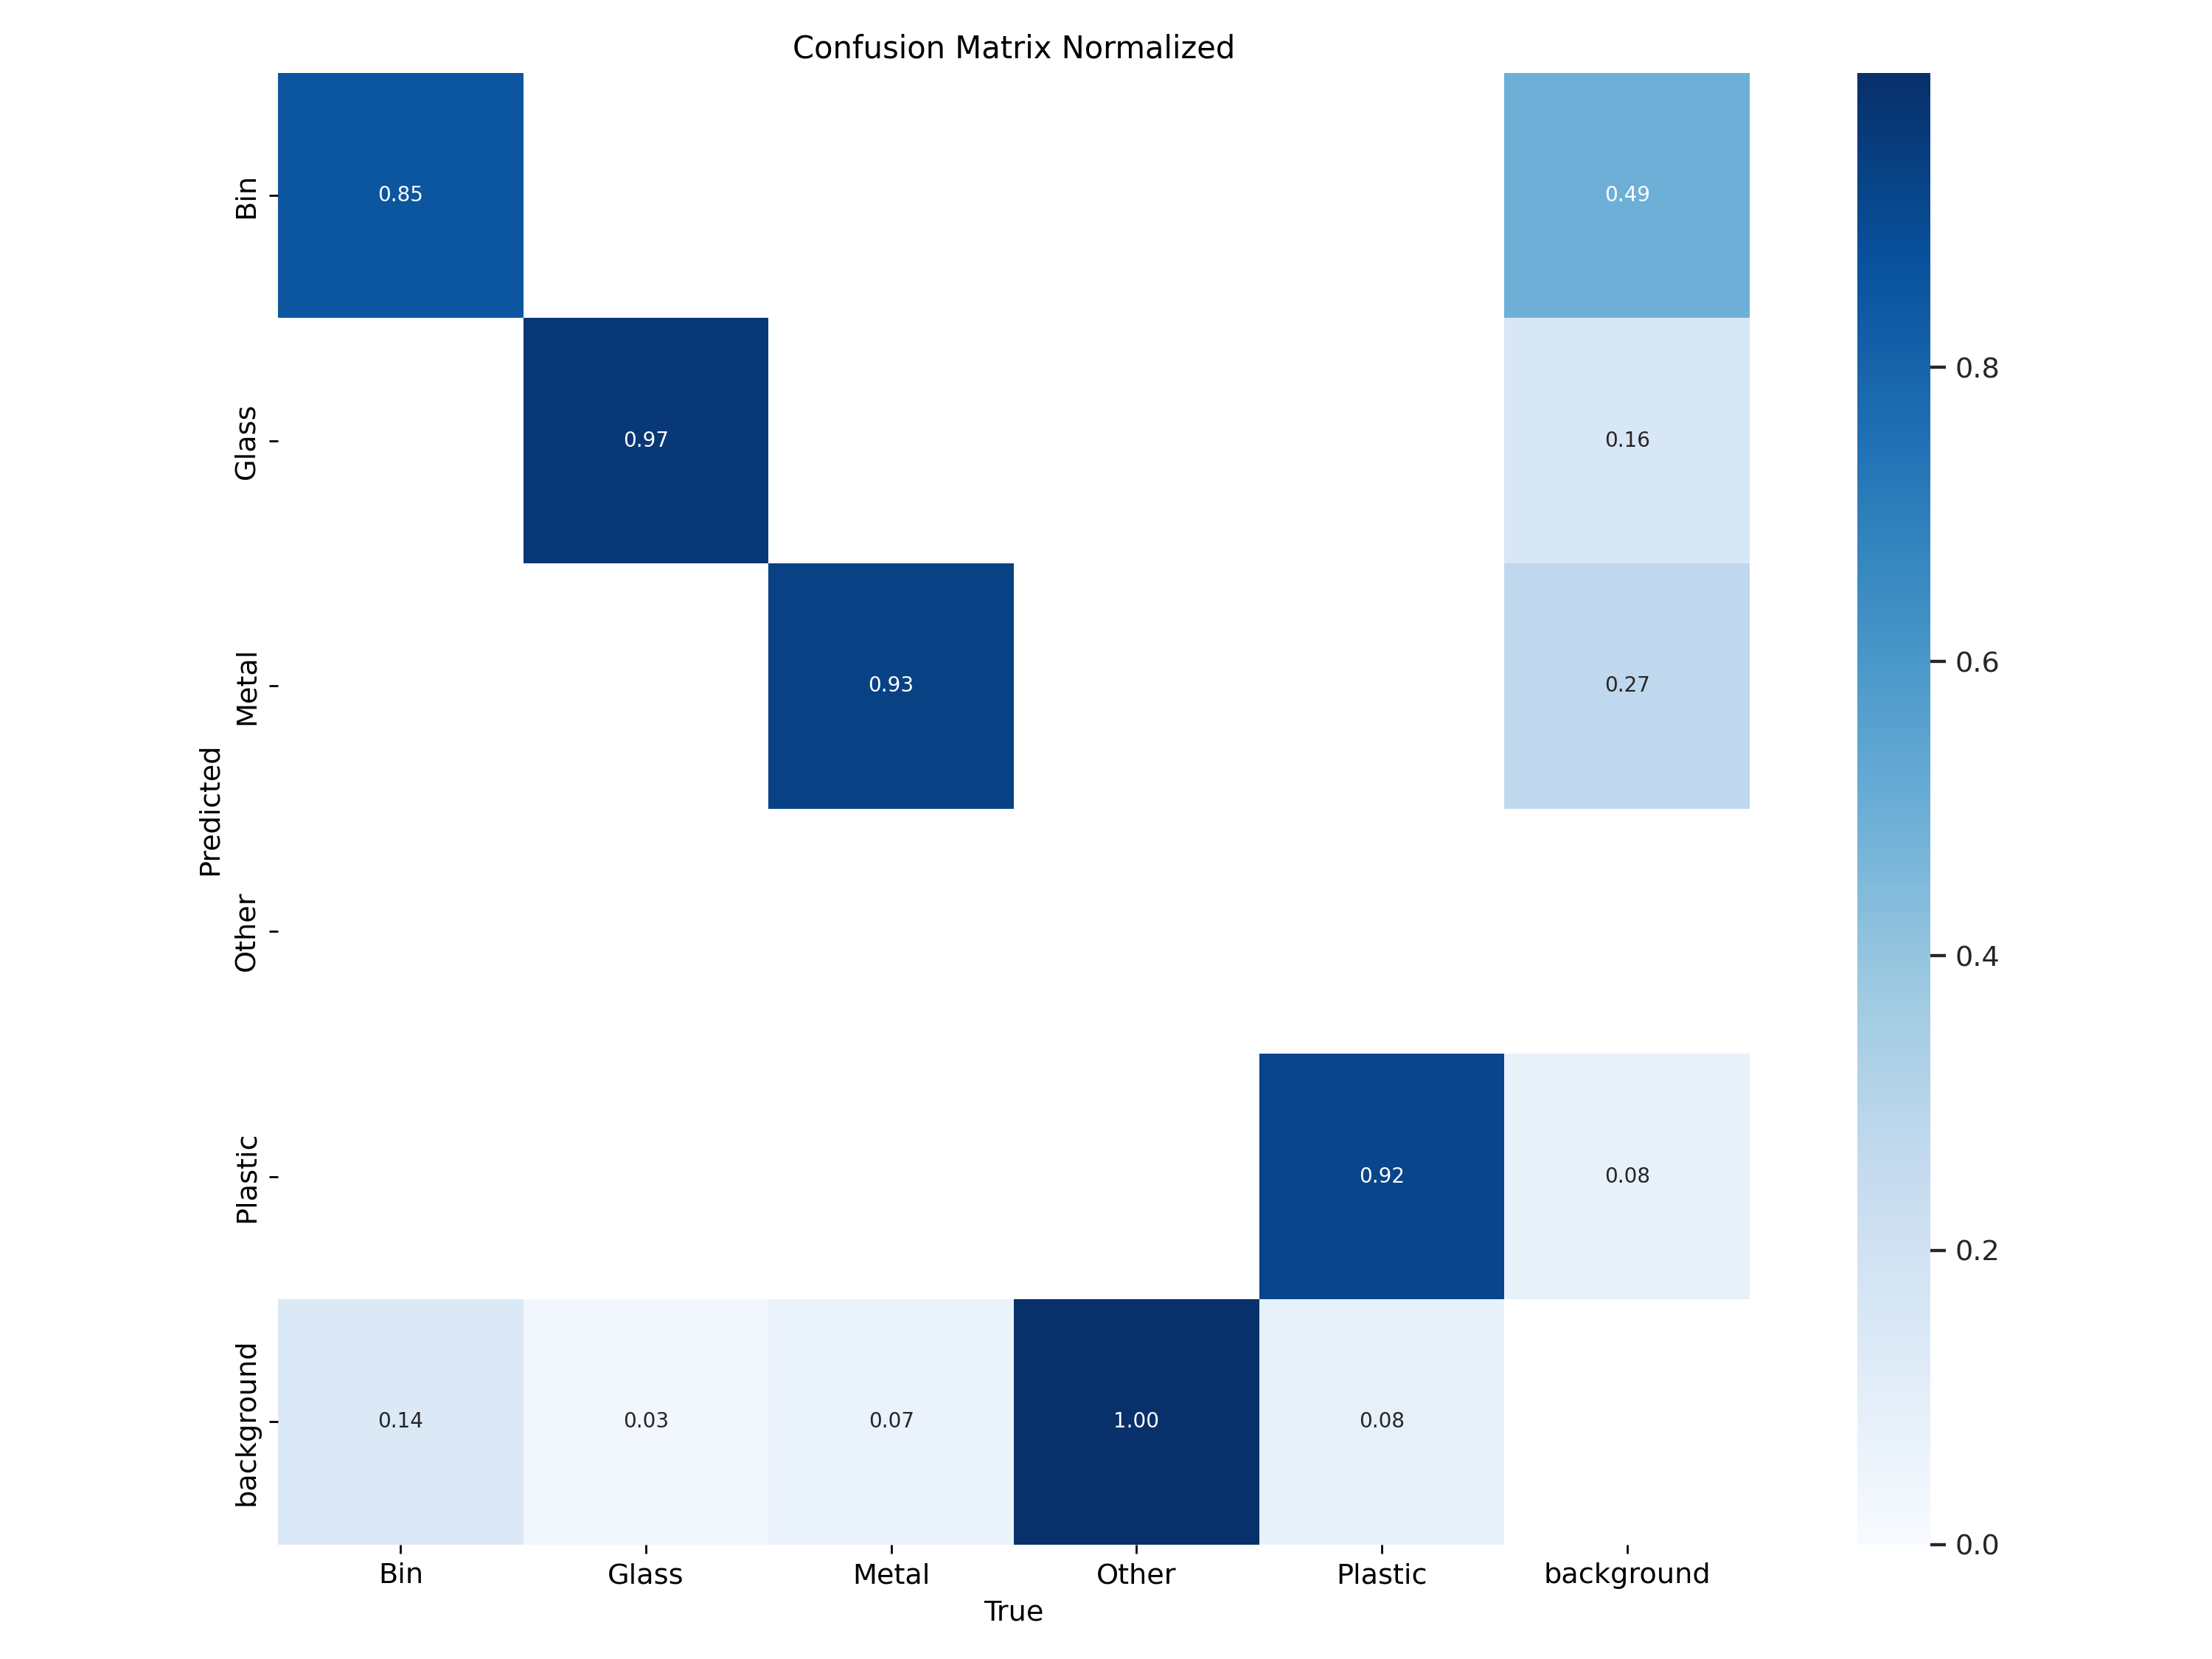 Confusion Matrix Normalized
Bin
0.85
0.49
Glass
0.97
0.16
0.8
Metal
0.93
0.27
0.6
Predicted
Other
0.4
Plastic
0.92
0.08
0.2
background
0.14
0.03
0.07
1.00
0.08
0.0
Bin
Glass
Metal
Other
Plastic
background
True